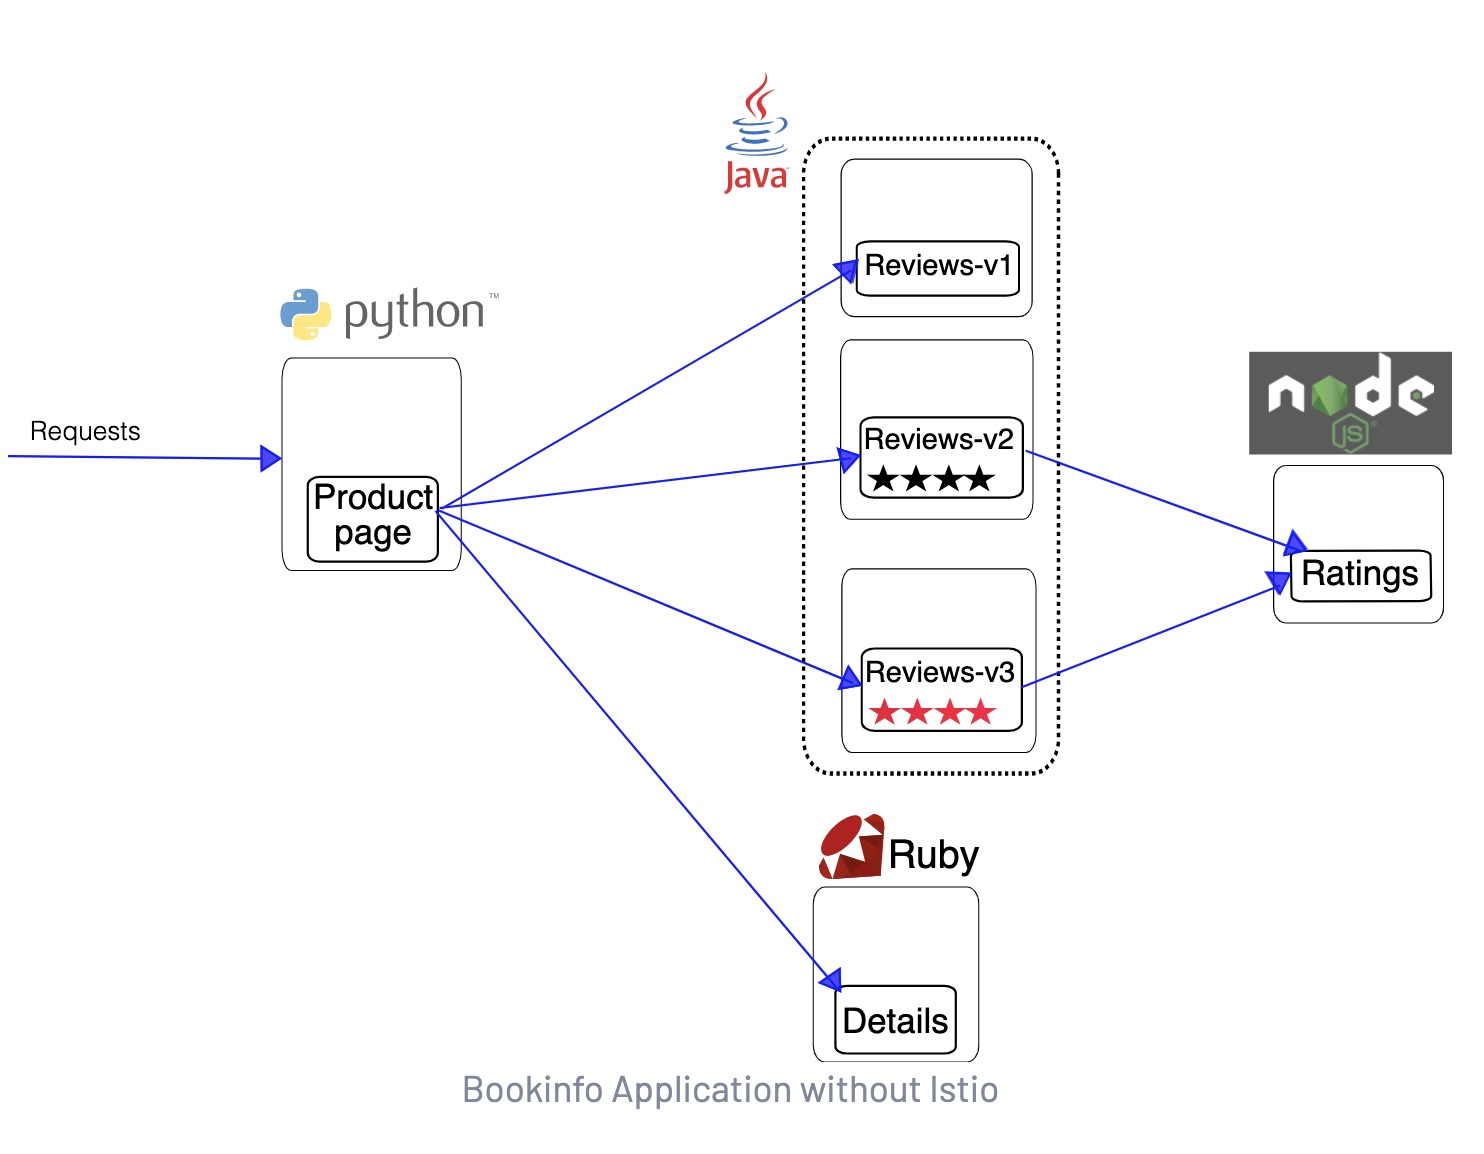 Java
Reviews-v1
python™
Requests
Product
page
Reviews-v2
node
JS®
Ratings
Reviews-v3
Ruby
Details
Bookinfo Application without Istio